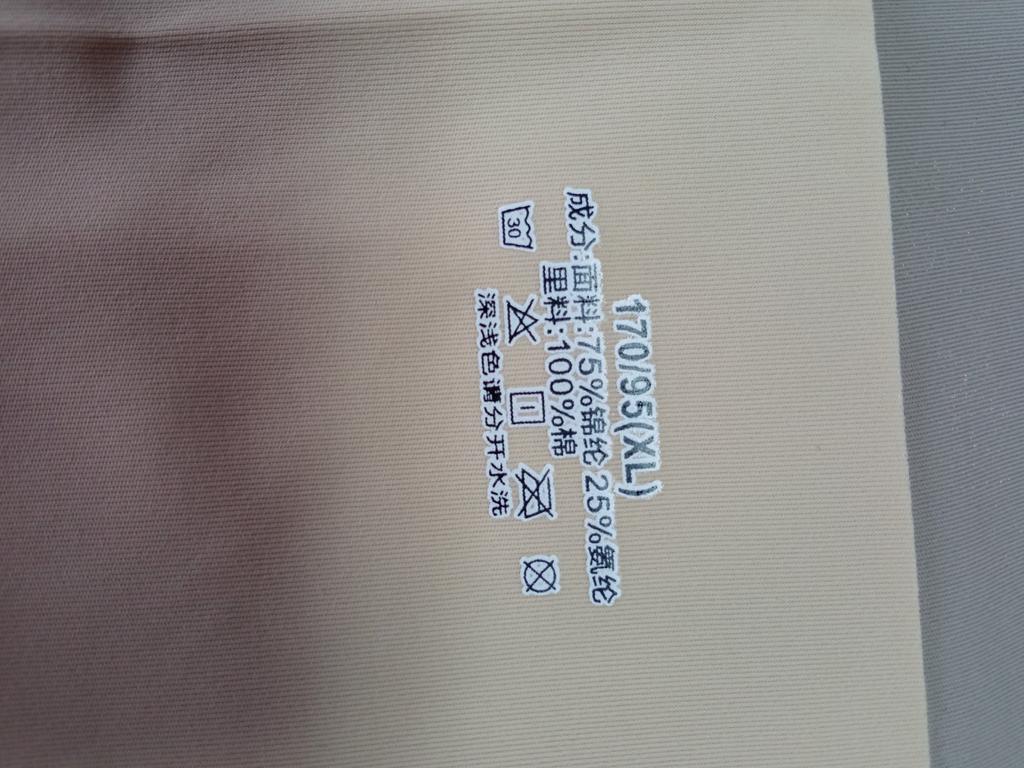 170/95(XL)
成分:面料:75%锦纶 25%氨纶
里料:100%棉
30
深浅色请分开水洗